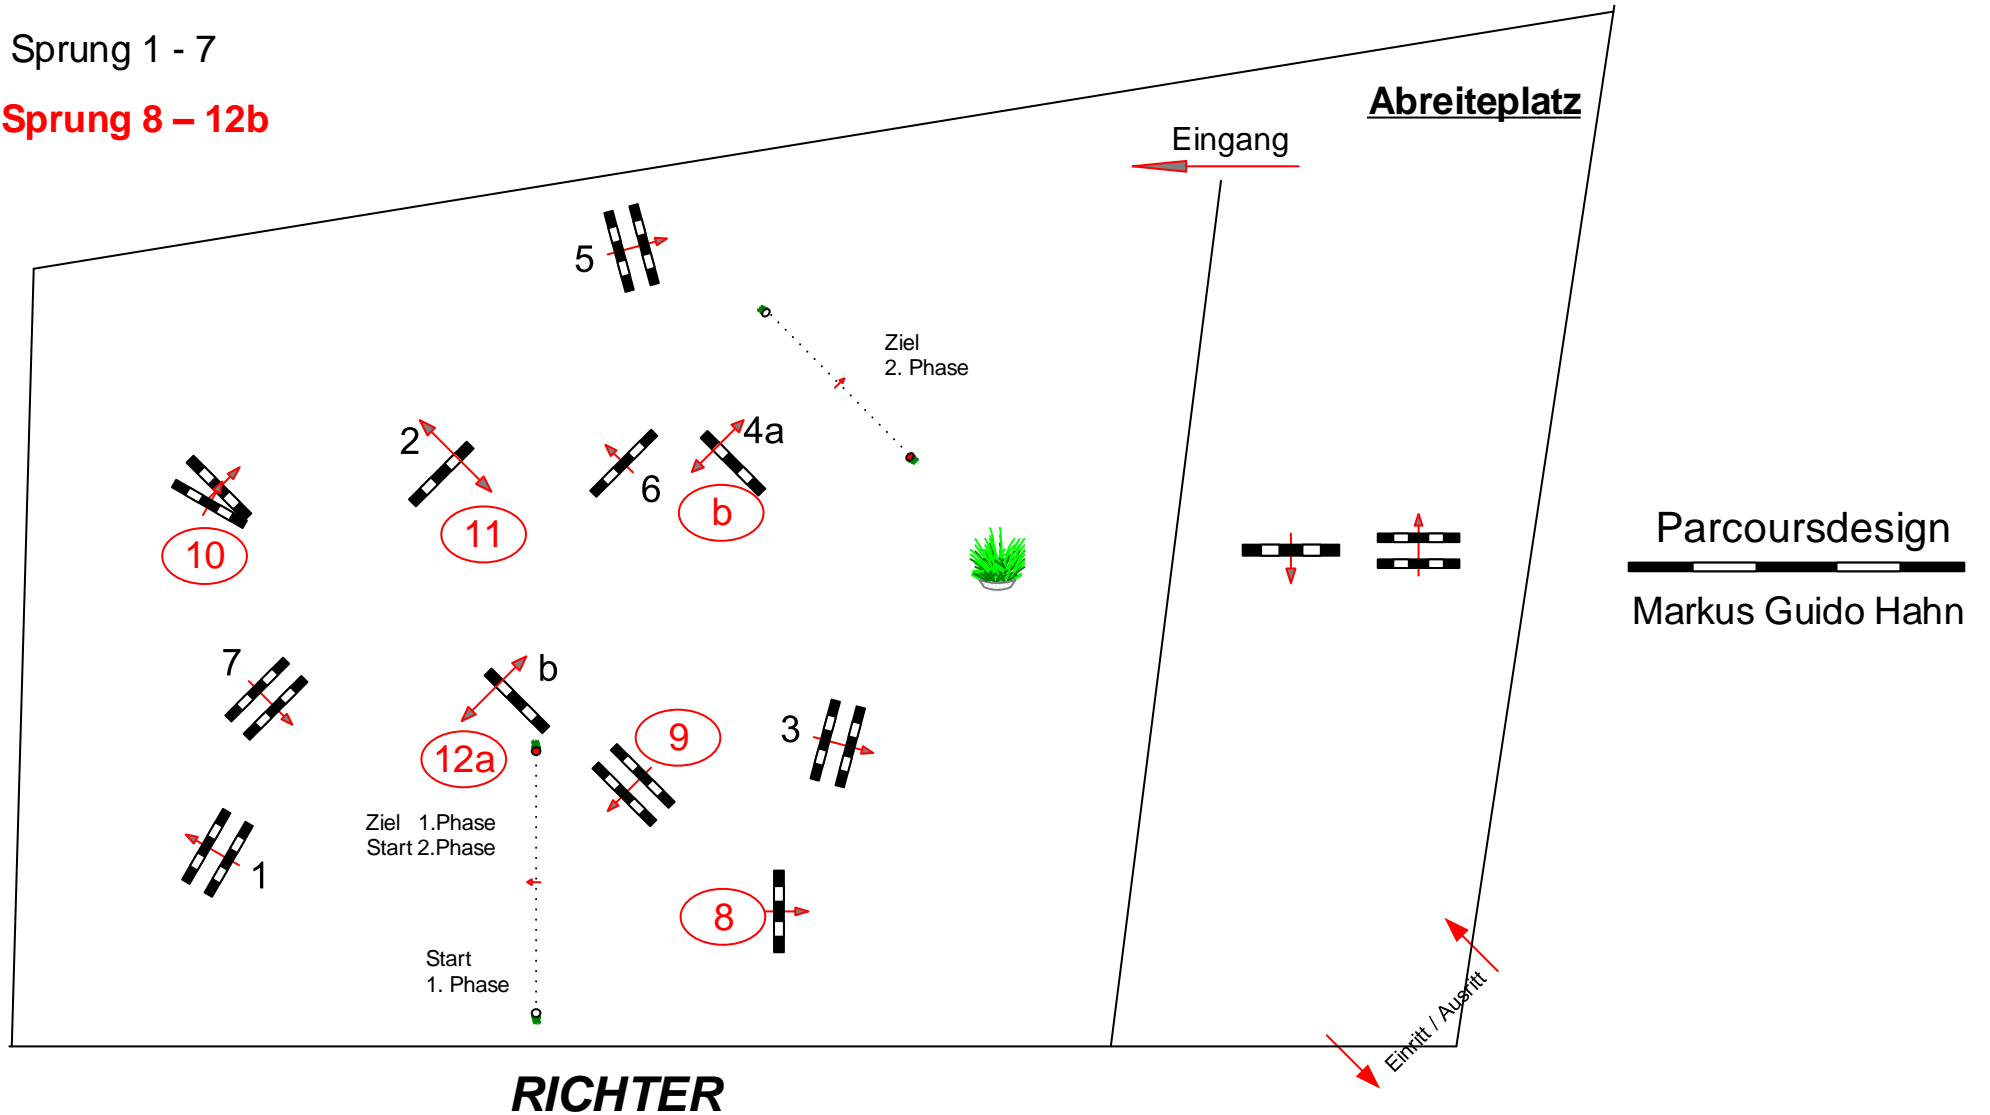 Sprung 1 - 7
Sprung 8 – 12b
Abreiteplatz
Eingang
5
Ziel
2. Phase
2
4a
6
b
11
10
Parcoursdesign
Markus Guido Hahn
7
b
9
3
12a
Ziel 1.Phase
Start 2.Phase
1
8
Start
1. Phase
Einritt / Ausritt
RICHTER